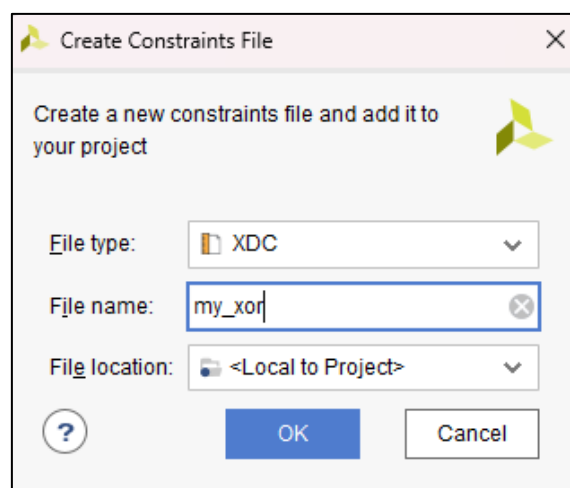 Create Constraints File
Create a new constraints file and add it to
your project
File type: XDC
File name: my_xor
File location: <Local to Project>
? OK Cancel